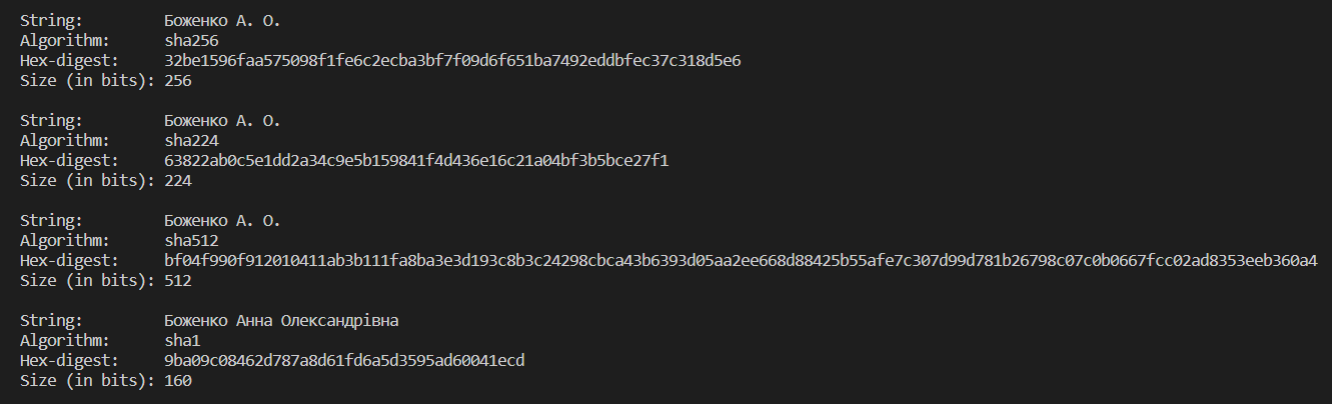 String: Боженко А. О.
Algorithm: sha256
Hex-digest: 32be1596faa575098f1fe6c2ecba3bf7f09d6f651ba7492eddbfec37c318d5e6
Size (in bits): 256
String: Боженко А. О.
Algorithm: sha224
Hex-digest: 63822ab0c5e1dd2a34c9e5b159841f4d436e16c21a04bf3b5bce27f1
Size (in bits): 224
String: Боженко А. О.
Algorithm: sha512
Hex-digest: bf04f990f912010411ab3b111fa8ba3e3d193c8b3c24298cbca43b6393d05aa2ee668d88425b55afe7c307d99d781b26798c07c0b0667fcc02ad8353eeb360a4
Size (in bits): 512
String: Боженко Анна Олександрівна
Algorithm: sha1
Hex-digest: 9ba09c08462d787a8d61fd6a5d3595ad60041ecd
Size (in bits): 160